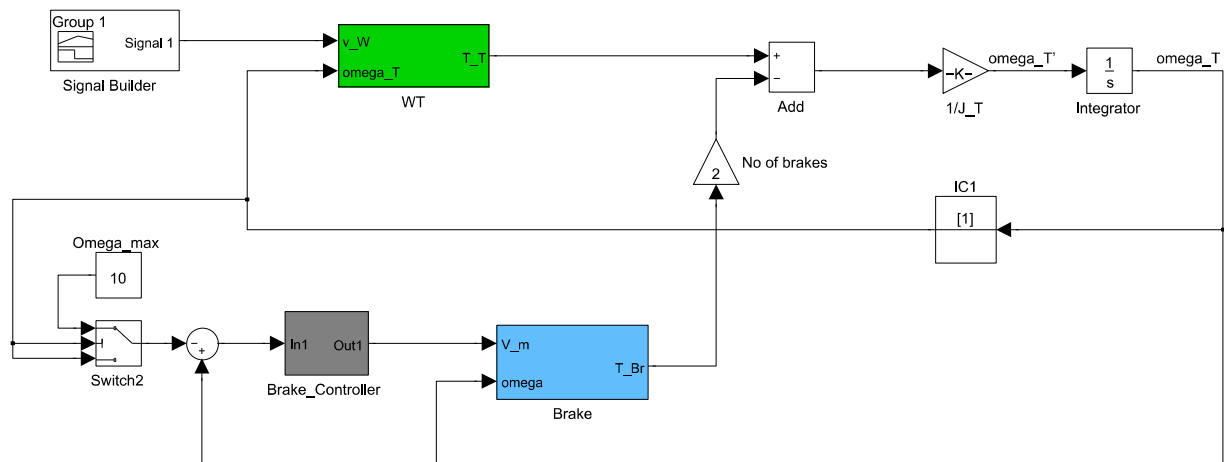 Group 1
Signal 1
Signal Builder
v_W
omega_T
T_T
WT
+
−
Add
-K-
1/J_T
omega_T'
1
s
Integrator
omega_T
2
No of brakes
IC1
[1]
Omega_max
10
Switch2
−
+
In1
Out1
Brake_Controller
V_m
omega
T_Br
Brake